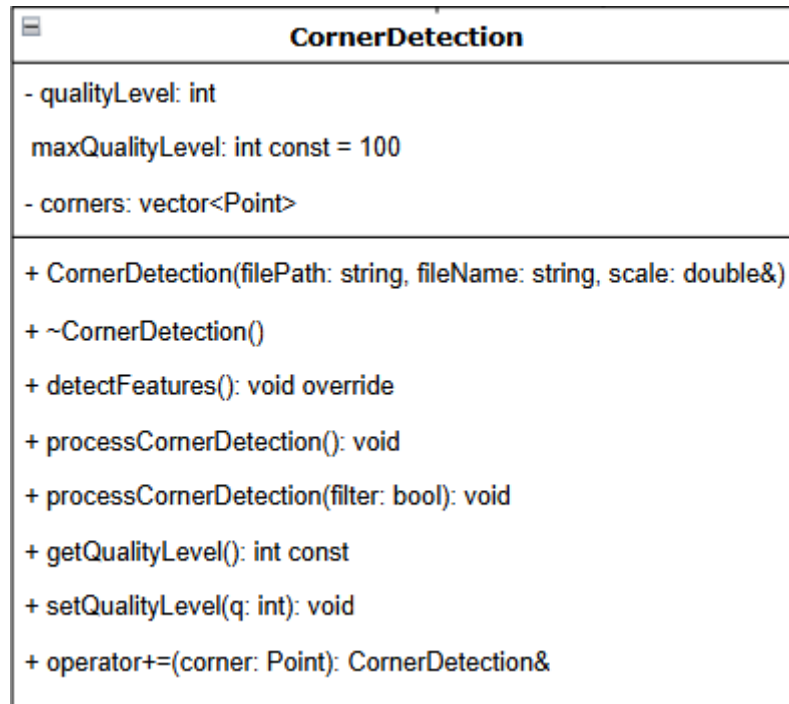 CornerDetection
- qualityLevel: int
maxQualityLevel: int const = 100
- corners: vector<Point>
+ CornerDetection(filePath: string, fileName: string, scale: double&)
+ ~CornerDetection()
+ detectFeatures(): void override
+ processCornerDetection(): void
+ processCornerDetection(filter: bool): void
+ getQualityLevel(): int const
+ setQualityLevel(q: int): void
+ operator+=(corner: Point): CornerDetection&